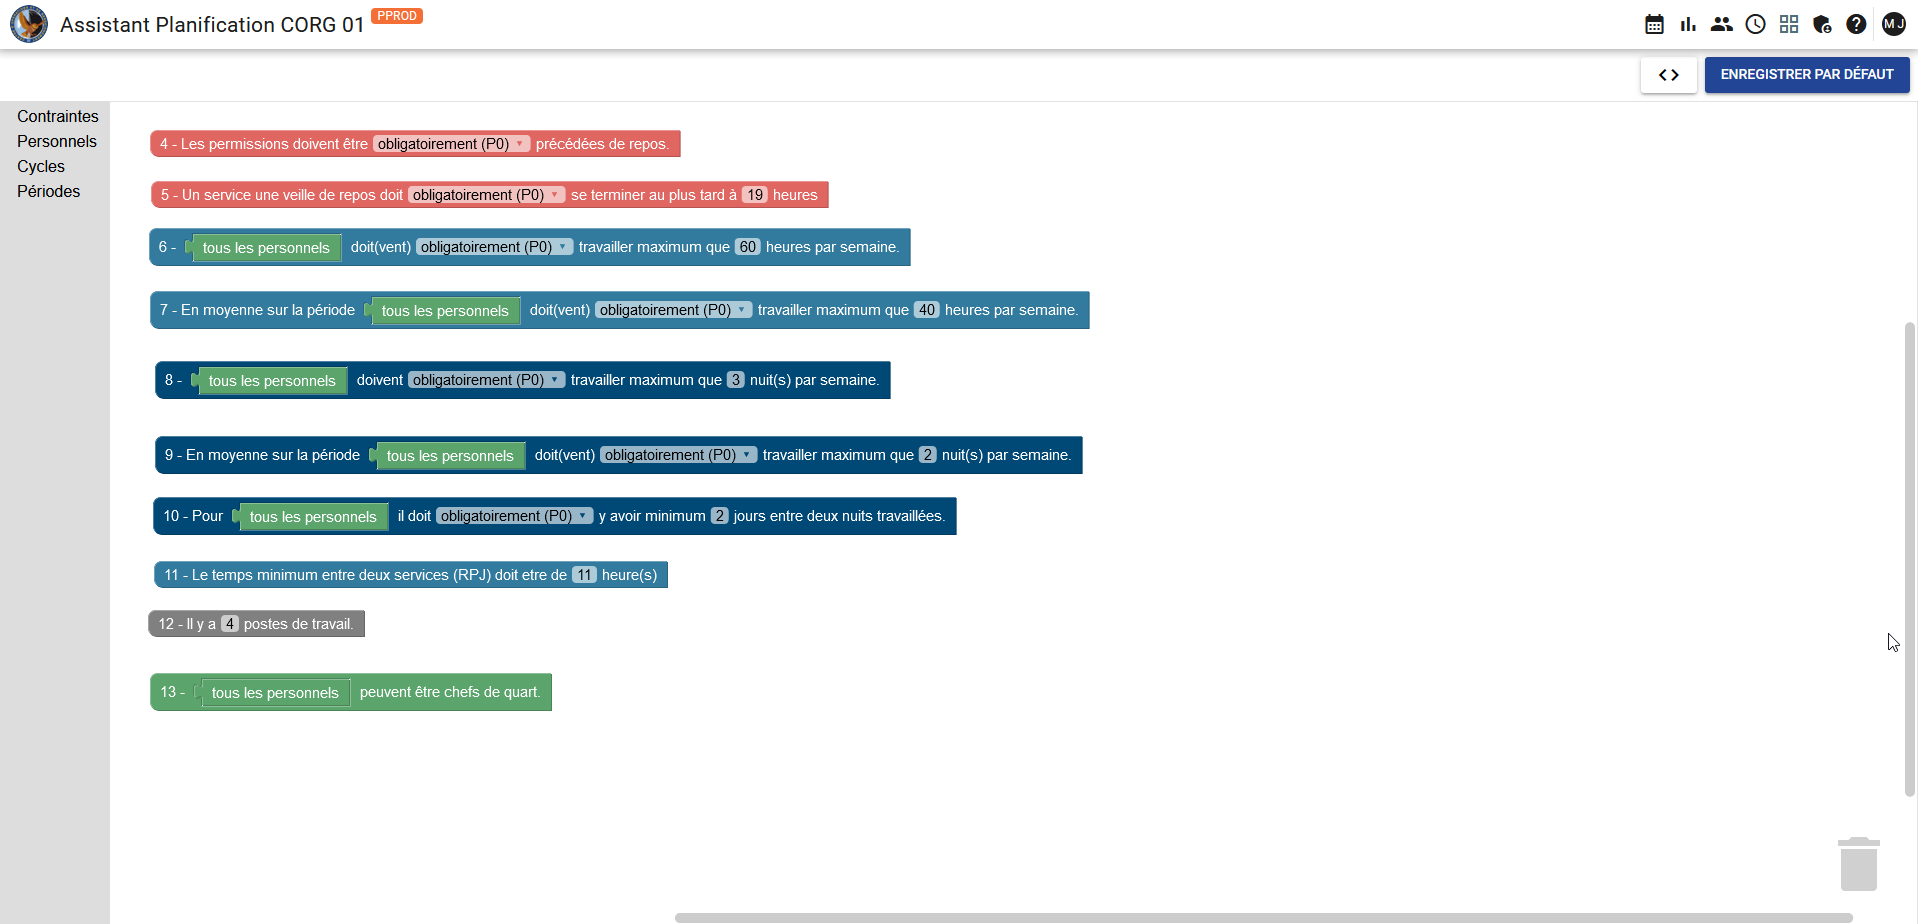 Assistant Planification CORG 01 PPROD
M J
< > ENREGISTRER PAR DÉFAUT
Contraintes
Personnels
Cycles
Périodes
4 - Les permissions doivent être obligatoirement (P0) précédées de repos.
5 - Un service une veille de repos doit obligatoirement (P0) se terminer au plus tard à 19 heures
6 - tous les personnels doit(vent) obligatoirement (P0) travailler maximum que 60 heures par semaine.
7 - En moyenne sur la période tous les personnels doit(vent) obligatoirement (P0) travailler maximum que 40 heures par semaine.
8 - tous les personnels doivent obligatoirement (P0) travailler maximum que 3 nuit(s) par semaine.
9 - En moyenne sur la période tous les personnels doit(vent) obligatoirement (P0) travailler maximum que 2 nuit(s) par semaine.
10 - Pour tous les personnels il doit obligatoirement (P0) y avoir minimum 2 jours entre deux nuits travaillées.
11 - Le temps minimum entre deux services (RPJ) doit etre de 11 heure(s)
12 - Il y a 4 postes de travail.
13 - tous les personnels peuvent être chefs de quart.